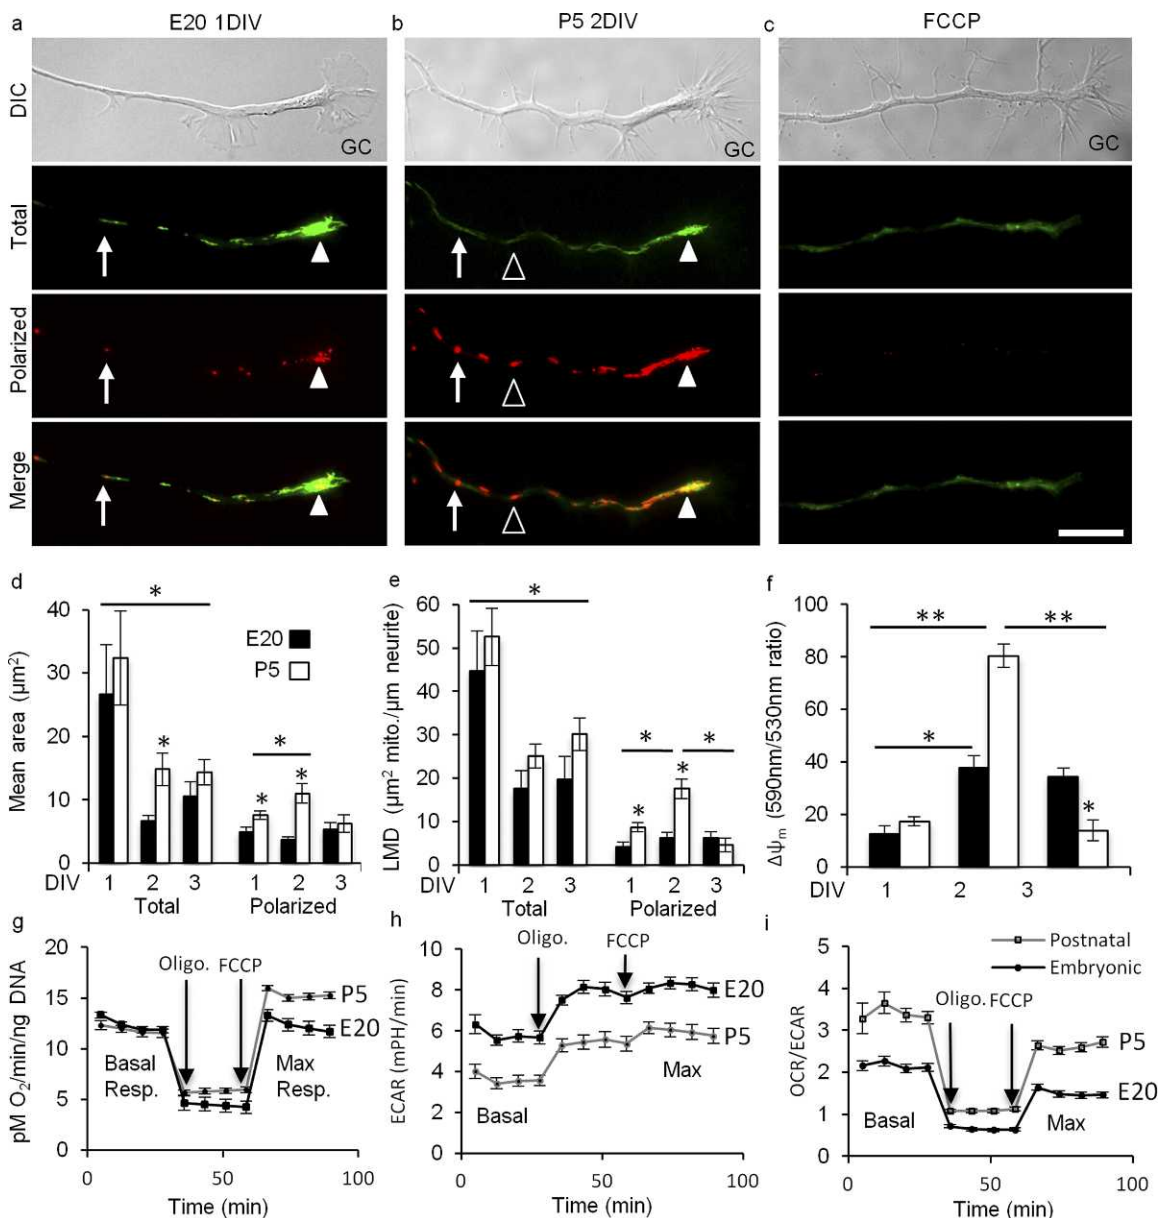 a E20 1DIV b P5 2DIV c FCCP
DIC GC GC GC
Total
Polarized
Merge
d
Mean area (µm²)
40
30
20
10
0
*
E20
P5
* * * *
DIV 1 2 3 1 2 3
Total Polarized
e
LMD (µm² mito./µm neurite)
60
50
40
30
20
10
0
*
* *
* *
DIV 1 2 3 1 2 3
Total Polarized
f
Δψm (590nm/530nm ratio)
100
80
60
40
20
0
** **
*
*
DIV 1 2 3
g
pM O₂/min/ng DNA
20
15
10
5
0
Oligo. FCCP
P5
E20
Basal Resp.
Max Resp.
0 50 100
Time (min)
h
ECAR (mPH/min)
10
8
6
4
2
0
Oligo. FCCP
E20
P5
Basal Max
0 50 100
Time (min)
i
OCR/ECAR
5
4
3
2
1
0
Postnatal
Embryonic
Oligo. FCCP
P5
E20
Basal Max
0 50 100
Time (min)